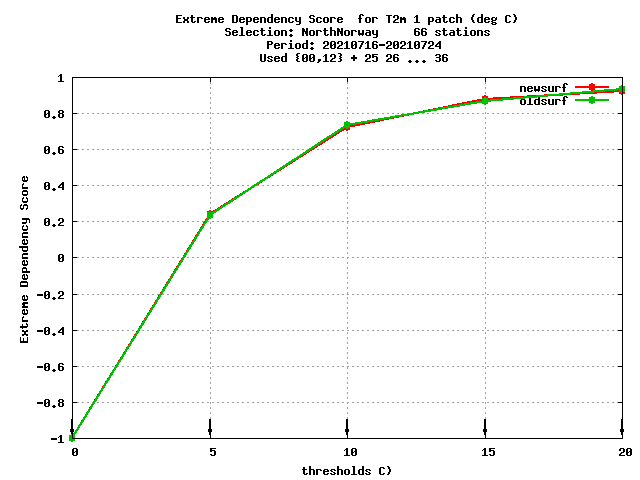 Extreme Dependency Score  for T2m 1 patch (deg C)
Selection: NorthNorway     66 stations
Period: 20210716-20210724
Used {00,12} + 25 26 ... 36
newsurf
oldsurf
1
0.8
0.6
0.4
0.2
0
-0.2
-0.4
-0.6
-0.8
-1
Extreme Dependency Score
0 5 10 15 20
thresholds C)